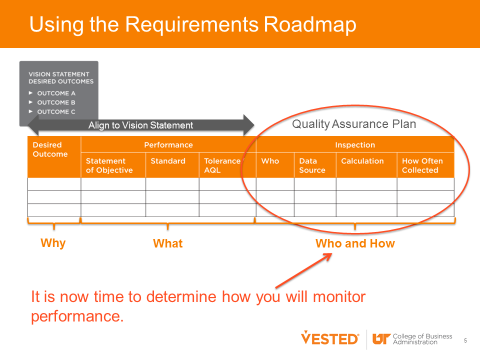 Using the Requirements Roadmap
VISION STATEMENT
DESIRED OUTCOMES
▶ OUTCOME A
▶ OUTCOME B
▶ OUTCOME C
Align to Vision Statement
Quality Assurance Plan
Desired
Outcome
Performance
Inspection
Statement
of Objective
Standard
Tolerance
AQL
Who
Data
Source
Calculation
How Often
Collected
Why
What
Who and How
It is now time to determine how you will monitor
performance.
VESTED
UT
College of Business
Administration
5